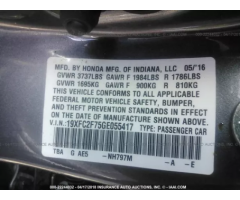 MFD. BY HONDA MFG. OF INDIANA, LLC 05/16
GVWR 3737LBS GAWR F 1984LBS R 1786LBS
GVWR 1695KG GAWR F 900KG R 810KG
THIS VEHICLE CONFORMS TO ALL APPLICABLE
FEDERAL MOTOR VEHICLE SAFETY, BUMPER,
AND THEFT PREVENTION STANDARDS IN
EFFECT ON THE DATE OF MANUFACTURE
SHOWN ABOVE.
V.I.N.: 19XFC2F75GE055417 TYPE: PASSENGER CAR
TBA G AE5 NH797M -A -E